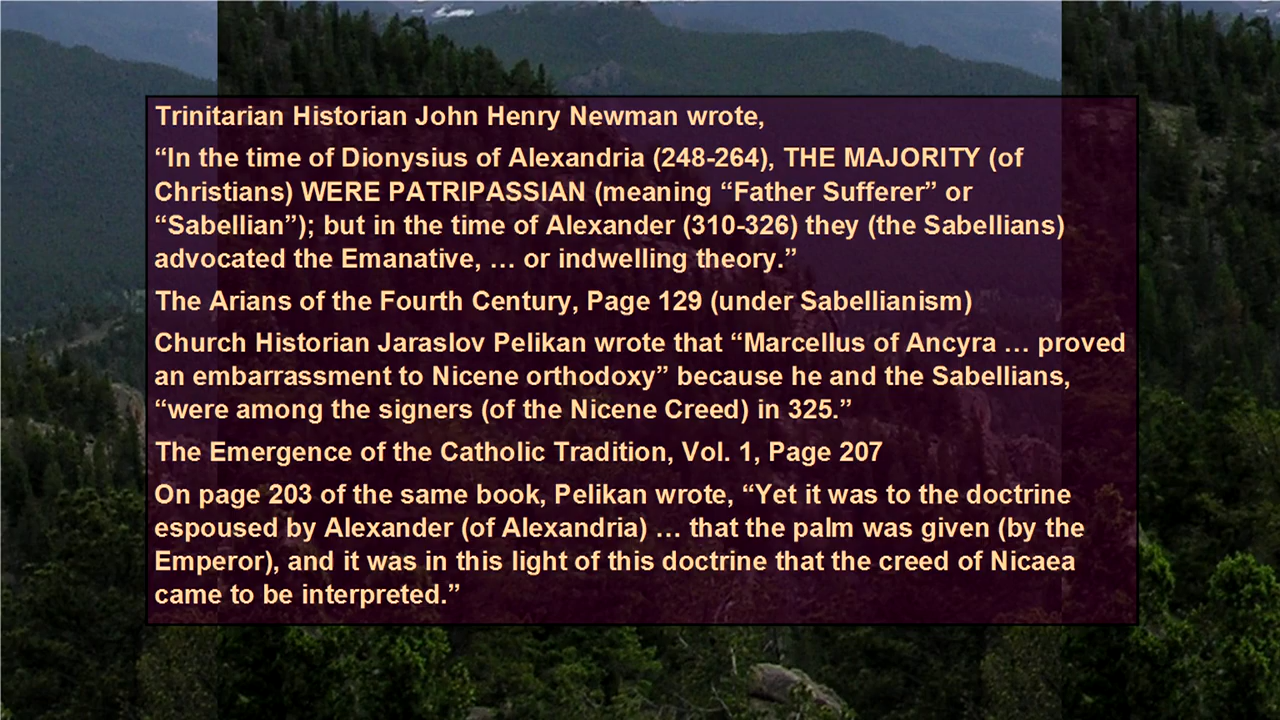 Trinitarian Historian John Henry Newman wrote,
“In the time of Dionysius of Alexandria (248-264), THE MAJORITY (of
Christians) WERE PATRIPASSIAN (meaning “Father Sufferer” or
“Sabellian”); but in the time of Alexander (310-326) they (the Sabellians)
advocated the Emanative, … or indwelling theory.”
The Arians of the Fourth Century, Page 129 (under Sabellianism)
Church Historian Jaraslov Pelikan wrote that “Marcellus of Ancyra … proved
an embarrassment to Nicene orthodoxy” because he and the Sabellians,
“were among the signers (of the Nicene Creed) in 325.”
The Emergence of the Catholic Tradition, Vol. 1, Page 207
On page 203 of the same book, Pelikan wrote, “Yet it was to the doctrine
espoused by Alexander (of Alexandria) … that the palm was given (by the
Emperor), and it was in this light of this doctrine that the creed of Nicaea
came to be interpreted.”